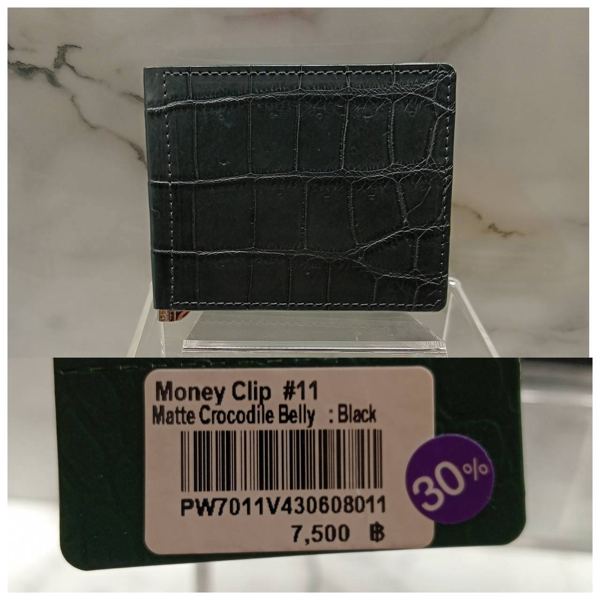 Money Clip #11
Matte Crocodile Belly : Black
PW7011V430608011
7,500 ฿
30%